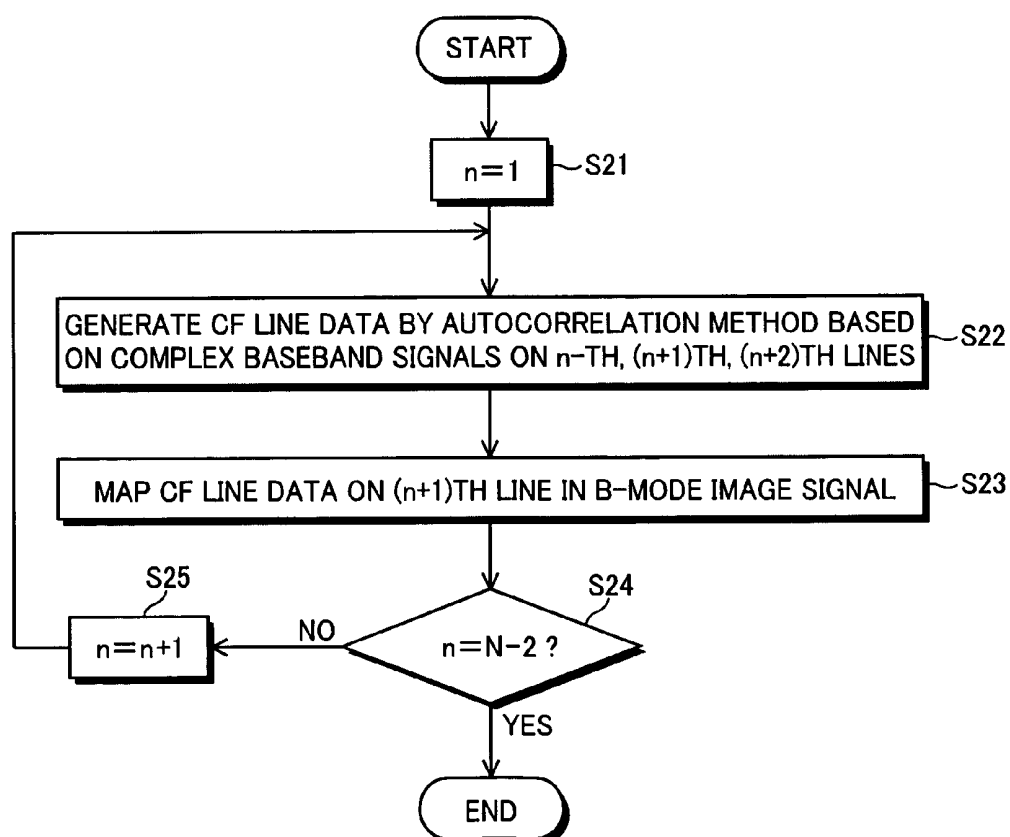 START
n=1
S21
GENERATE CF LINE DATA BY AUTOCORRELATION METHOD BASED
ON COMPLEX BASEBAND SIGNALS ON n-TH, (n+1)TH, (n+2)TH LINES
S22
MAP CF LINE DATA ON (n+1)TH LINE IN B-MODE IMAGE SIGNAL
S23
S25
n=n+1
NO
S24
n=N-2 ?
YES
END